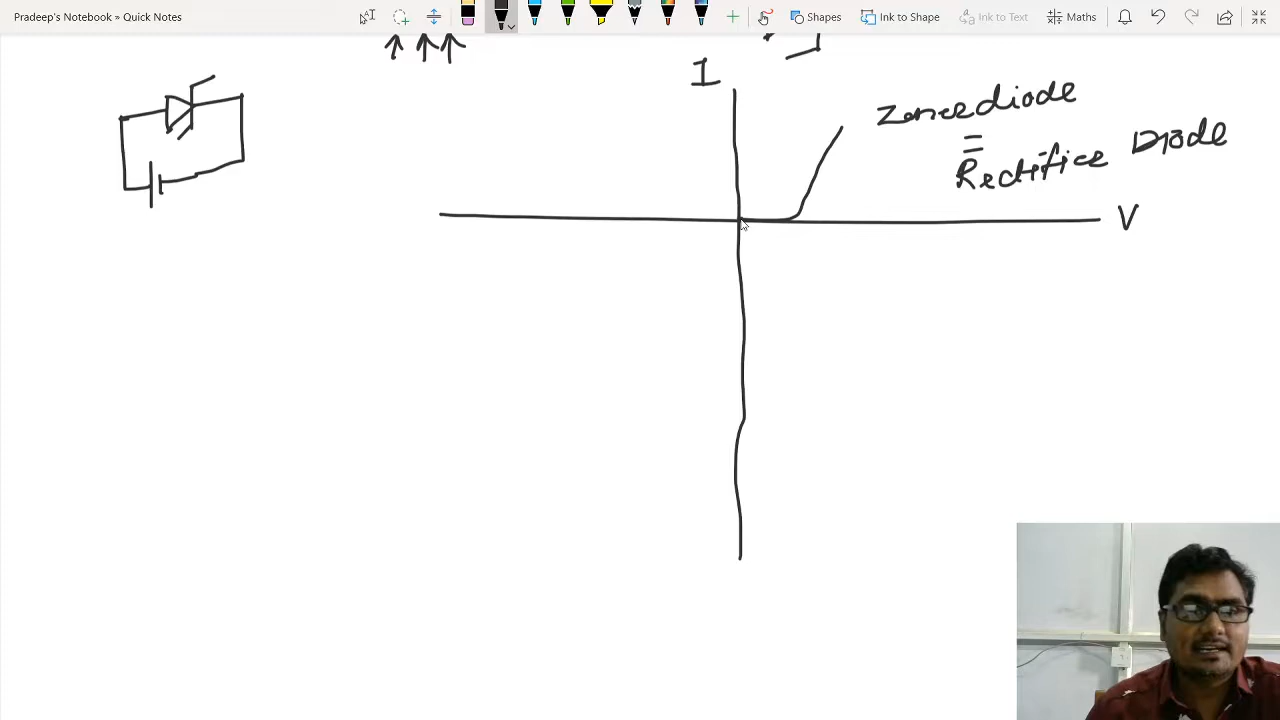 Pradeep's Notebook » Quick Notes
Shapes
Ink to Shape
Ink to Text
Maths
I
Zener diode
=
Rectifier Diode
V